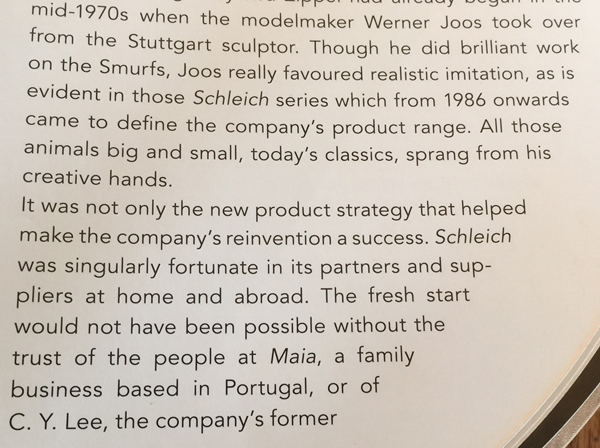 had already begun in the
mid-1970s when the modelmaker Werner Joos took over
from the Stuttgart sculptor. Though he did brilliant work
on the Smurfs, Joos really favoured realistic imitation, as is
evident in those Schleich series which from 1986 onwards
came to define the company's product range. All those
animals big and small, today's classics, sprang from his
creative hands.
It was not only the new product strategy that helped
make the company's reinvention a success. Schleich
was singularly fortunate in its partners and sup-
pliers at home and abroad. The fresh start
would not have been possible without the
trust of the people at Maia, a family
business based in Portugal, or of
C. Y. Lee, the company's former